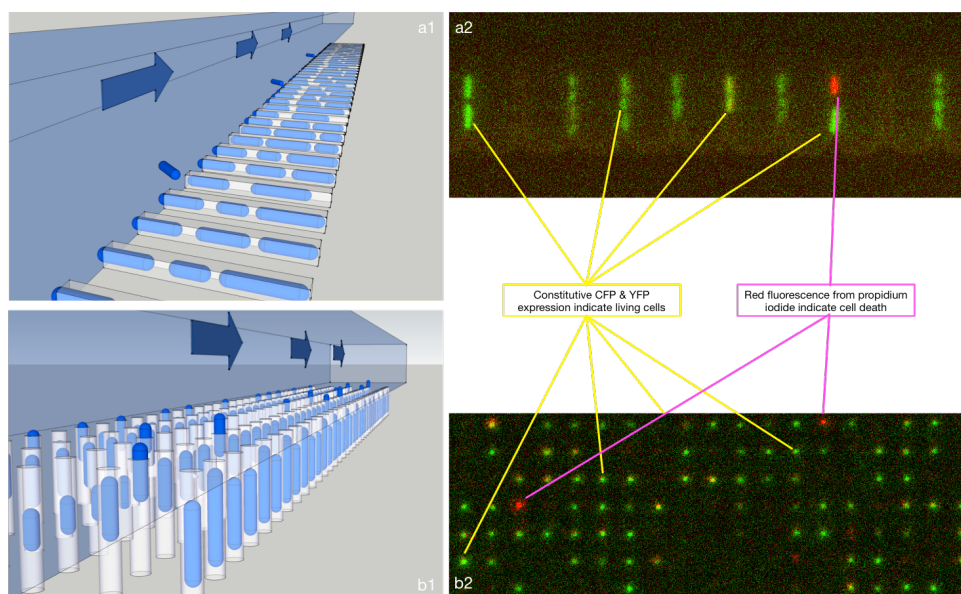 a1
a2
Constitutive CFP & YFP
expression indicate living cells
Red fluorescence from propidium
iodide indicate cell death
b1
b2